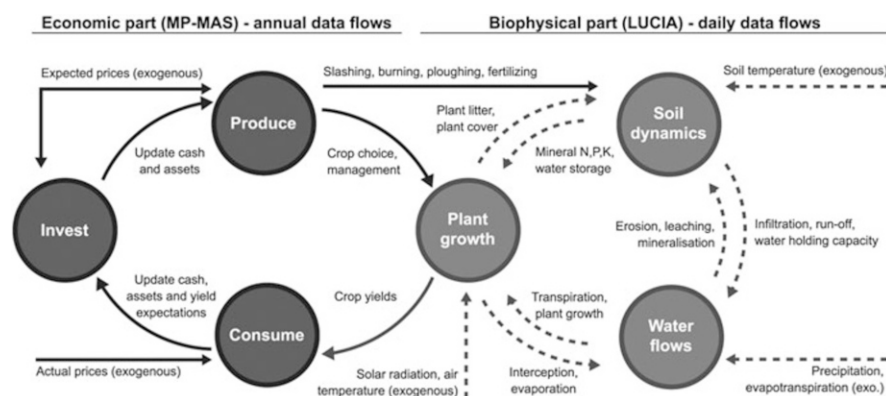 Economic part (MP-MAS) - annual data flows
Biophysical part (LUCIA) - daily data flows
Expected prices (exogenous)
Slashing, burning, ploughing, fertilizing
Soil temperature (exogenous)
Produce
Plant litter,
plant cover
Soil
dynamics
Update cash
and assets
Crop choice,
management
Mineral N,P,K,
water storage
Invest
Plant
growth
Erosion, leaching,
mineralisation
Infiltration, run-off,
water holding capacity
Update cash,
assets and yield
expectations
Crop yields
Transpiration,
plant growth
Consume
Water
flows
Actual prices (exogenous)
Solar radiation, air
temperature (exogenous)
Interception,
evaporation
Precipitation,
evapotranspiration (exo.)